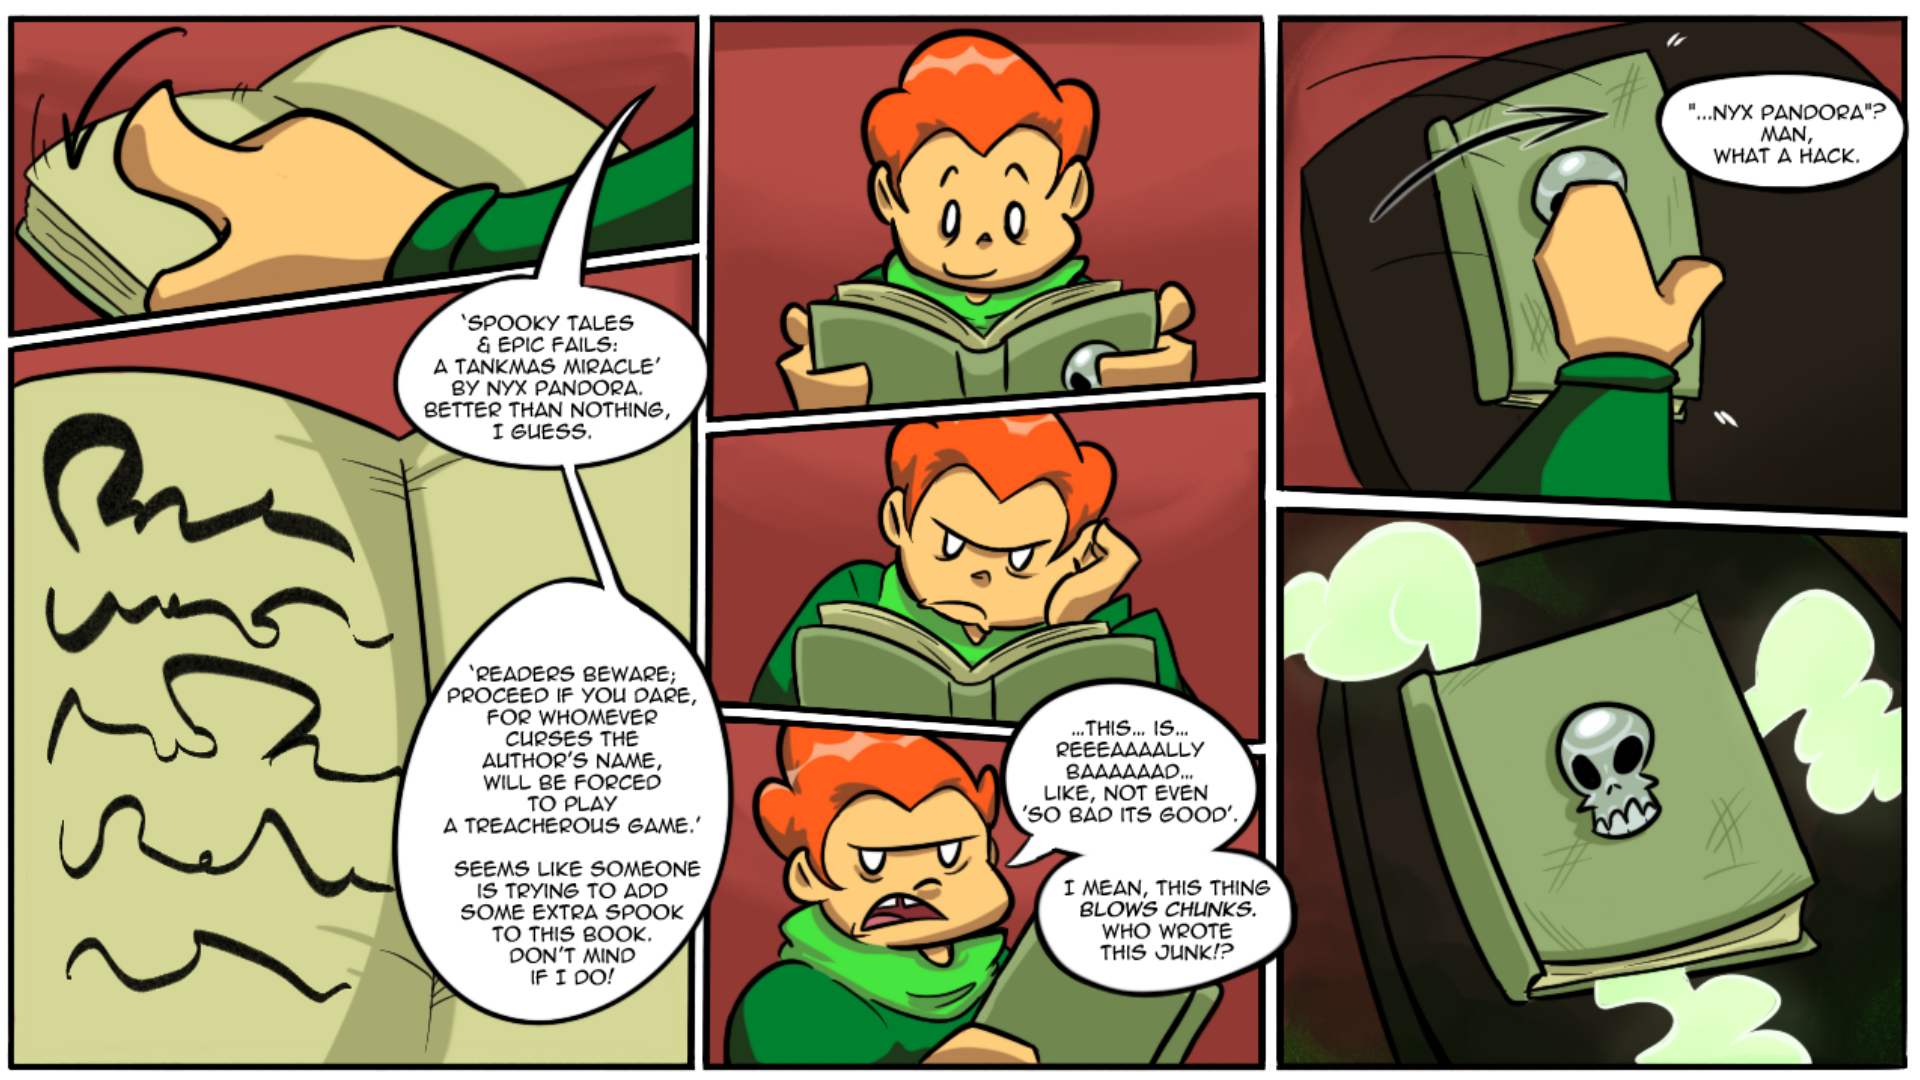 'SPOOKY TALES
& EPIC FAILS:
A TANKMAS MIRACLE'
BY NYX PANDORA.
BETTER THAN NOTHING,
I GUESS.
'READERS BEWARE;
PROCEED IF YOU DARE,
FOR WHOMEVER
CURSES THE
AUTHOR'S NAME,
WILL BE FORCED
TO PLAY
A TREACHEROUS GAME.'
SEEMS LIKE SOMEONE
IS TRYING TO ADD
SOME EXTRA SPOOK
TO THIS BOOK.
DON'T MIND
IF I DO!
...THIS... IS...
REEEAAAALLY
BAAAAAAD...
LIKE, NOT EVEN
'SO BAD ITS GOOD'.
I MEAN, THIS THING
BLOWS CHUNKS.
WHO WROTE
THIS JUNK!?
"...NYX PANDORA"?
MAN,
WHAT A HACK.